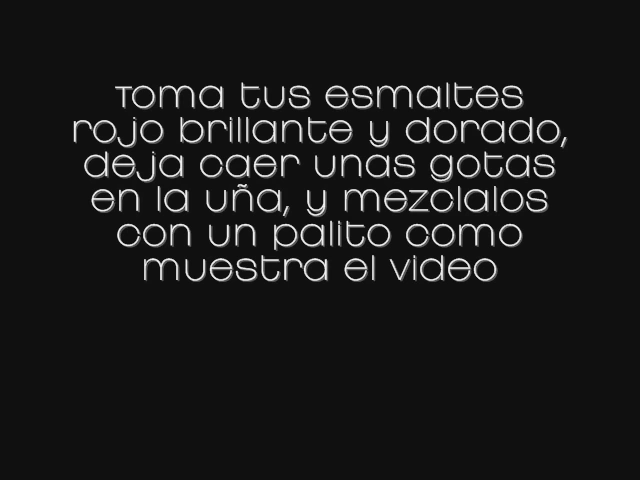 Toma tus esmaltes
rojo brillante y dorado,
deja caer unas gotas
en la uña, y mezclalos
con un palito como
muestra el video